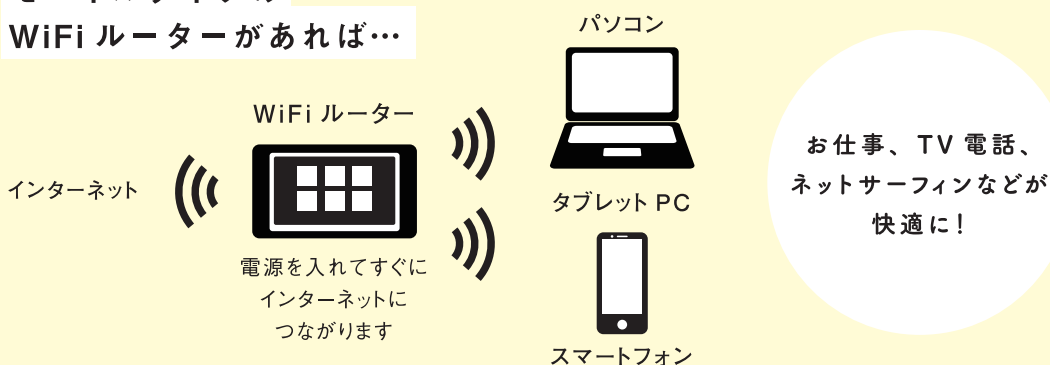 WiFi ルーターがあれば…
パソコン
WiFi ルーター
インターネット
タブレット PC
電源を入れてすぐに
インターネットに
つながります
スマートフォン
お仕事、TV 電話、
ネットサーフィンなどが
快適に!